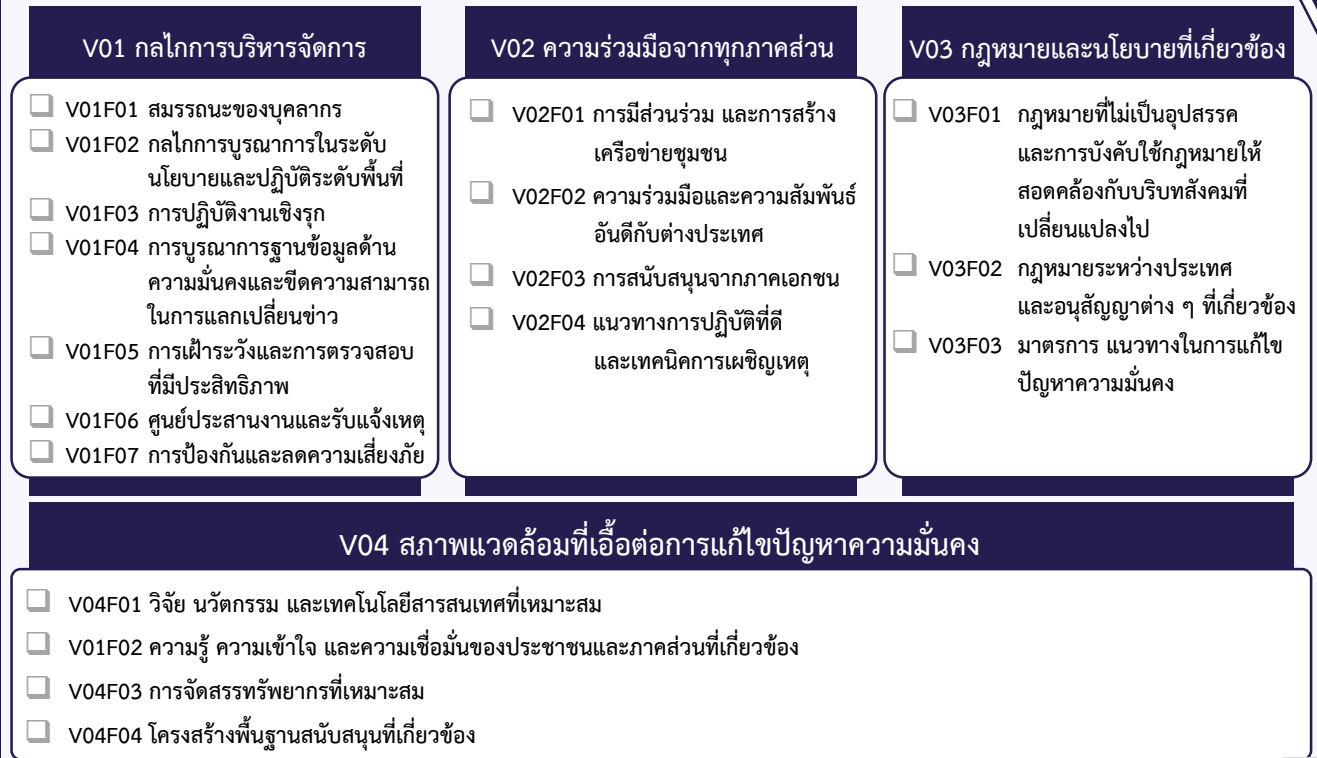 V01 กลไกการบริหารจัดการ
V01F01 สมรรถนะของบุคลากร
V01F02 กลไกการบูรณาการในระดับ
นโยบายและปฏิบัติระดับพื้นที่
V01F03 การปฏิบัติงานเชิงรุก
V01F04 การบูรณาการฐานข้อมูลด้าน
ความมั่นคงและขีดความสามารถ
ในการแลกเปลี่ยนข่าว
V01F05 การเฝ้าระวังและการตรวจสอบ
ที่มีประสิทธิภาพ
V01F06 ศูนย์ประสานงานและรับแจ้งเหตุ
V01F07 การป้องกันและลดความเสี่ยงภัย
V02 ความร่วมมือจากทุกภาคส่วน
V02F01 การมีส่วนร่วม และการสร้าง
เครือข่ายชุมชน
V02F02 ความร่วมมือและความสัมพันธ์
อันดีกับต่างประเทศ
V02F03 การสนับสนุนจากภาคเอกชน
V02F04 แนวทางการปฏิบัติที่ดี
และเทคนิคการเผชิญเหตุ
V03 กฎหมายและนโยบายที่เกี่ยวข้อง
V03F01 กฎหมายที่ไม่เป็นอุปสรรค
และการบังคับใช้กฎหมายให้
สอดคล้องกับบริบทสังคมที่
เปลี่ยนแปลงไป
V03F02 กฎหมายระหว่างประเทศ
และอนุสัญญาต่าง ๆ ที่เกี่ยวข้อง
V03F03 มาตรการ แนวทางในการแก้ไข
ปัญหาความมั่นคง
V04 สภาพแวดล้อมที่เอื้อต่อการแก้ไขปัญหาความมั่นคง
V04F01 วิจัย นวัตกรรม และเทคโนโลยีสารสนเทศที่เหมาะสม
V01F02 ความรู้ ความเข้าใจ และความเชื่อมั่นของประชาชนและภาคส่วนที่เกี่ยวข้อง
V04F03 การจัดสรรทรัพยากรที่เหมาะสม
V04F04 โครงสร้างพื้นฐานสนับสนุนที่เกี่ยวข้อง